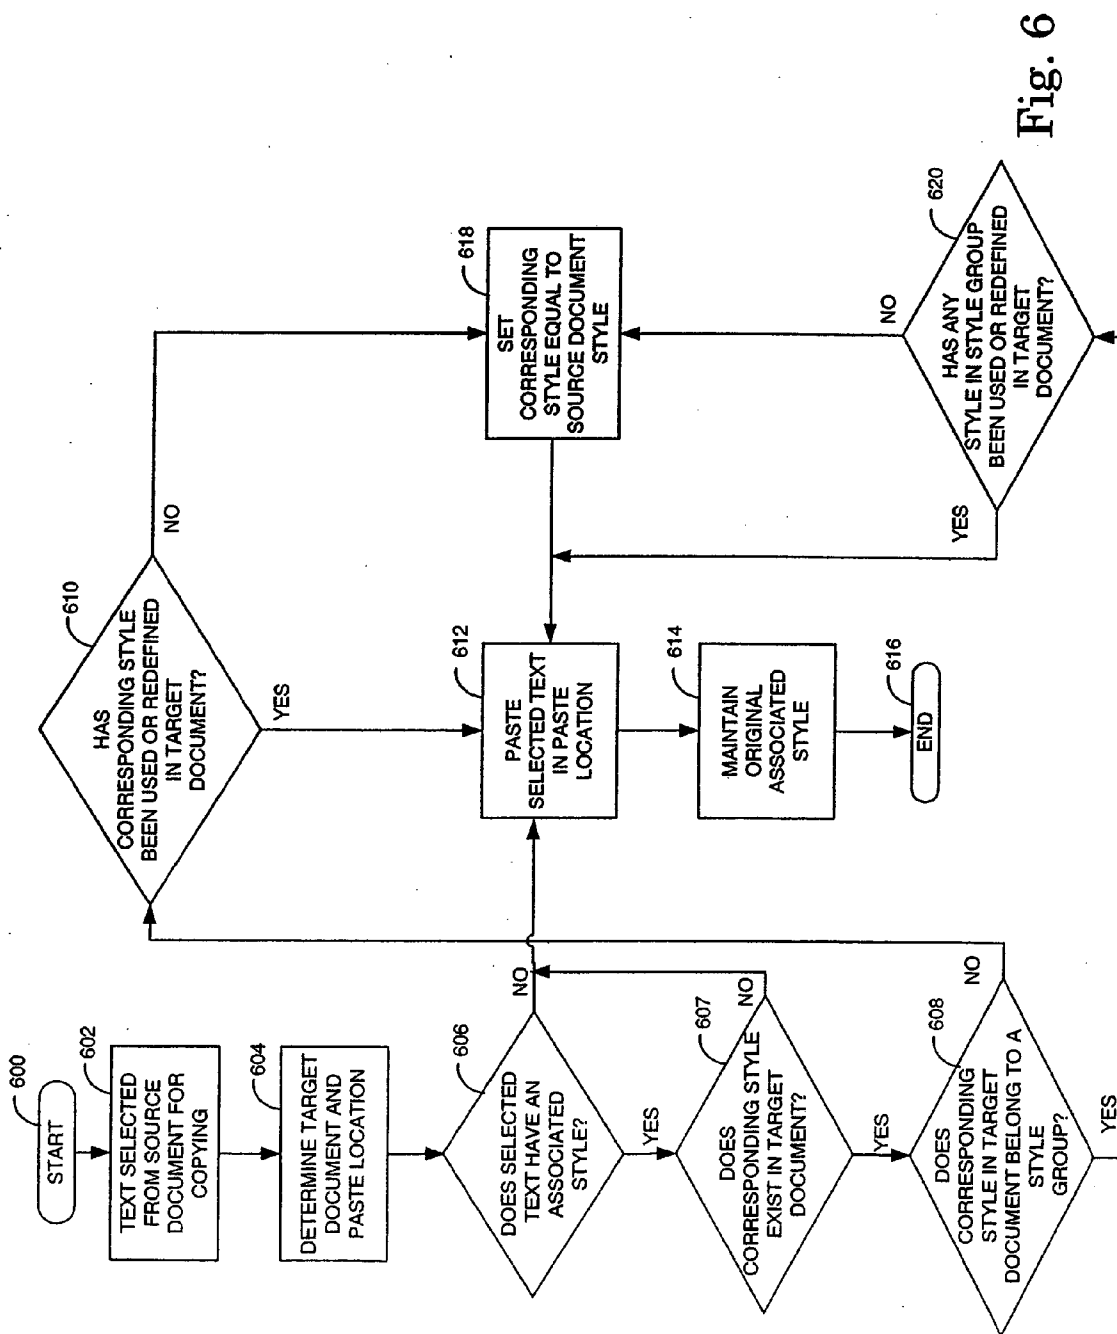 600
START
602
TEXT SELECTED
FROM SOURCE
DOCUMENT FOR
COPYING
604
DETERMINE TARGET
DOCUMENT AND
PASTE LOCATION
606
DOES SELECTED
TEXT HAVE AN
ASSOCIATED
STYLE?
NO
YES
607
DOES
CORRESPONDING STYLE
EXIST IN TARGET
DOCUMENT?
NO
YES
608
DOES
CORRESPONDING
STYLE IN TARGET
DOCUMENT BELONG TO A
STYLE
GROUP?
NO
YES
610
HAS
CORRESPONDING STYLE
BEEN USED OR REDEFINED
IN TARGET
DOCUMENT?
NO
YES
612
PASTE
SELECTED TEXT
IN PASTE
LOCATION
614
MAINTAIN
ORIGINAL
ASSOCIATED
STYLE
616
END
618
SET
CORRESPONDING
STYLE EQUAL TO
SOURCE DOCUMENT
STYLE
620
HAS ANY
STYLE IN STYLE GROUP
BEEN USED OR REDEFINED
IN TARGET
DOCUMENT?
NO
YES
Fig. 6